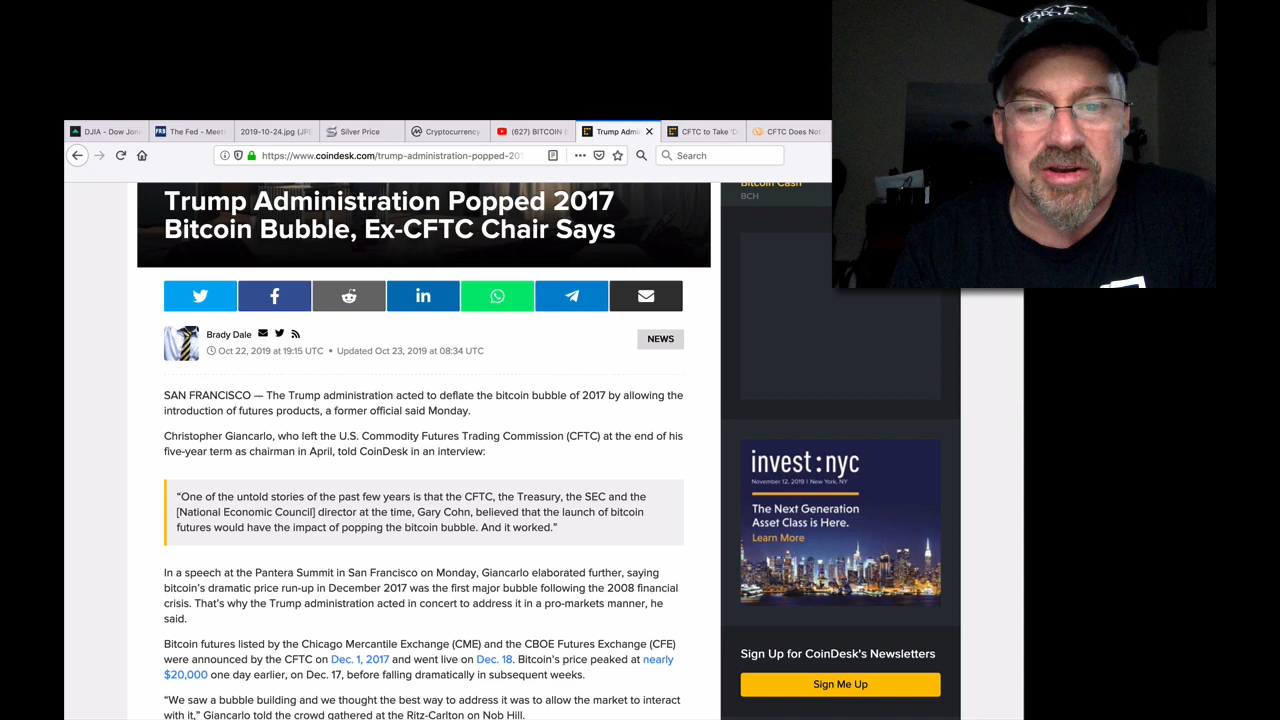 DJIA - Dow Jon
FRB The Fed - Meeti
2019-10-24.jpg (JPE
Silver Price
Cryptocurrency
(627) BITCOIN
Trump Admi
CFTC to Take 'D
CFTC Does Not
https://www.coindesk.com/trump-administration-popped-201
Search
Bitcoin Cash
BCH
Trump Administration Popped 2017
Bitcoin Bubble, Ex-CFTC Chair Says
Brady Dale
Oct 22, 2019 at 19:15 UTC • Updated Oct 23, 2019 at 08:34 UTC
NEWS
SAN FRANCISCO — The Trump administration acted to deflate the bitcoin bubble of 2017 by allowing the
introduction of futures products, a former official said Monday.
Christopher Giancarlo, who left the U.S. Commodity Futures Trading Commission (CFTC) at the end of his
five-year term as chairman in April, told CoinDesk in an interview:
“One of the untold stories of the past few years is that the CFTC, the Treasury, the SEC and the
[National Economic Council] director at the time, Gary Cohn, believed that the launch of bitcoin
futures would have the impact of popping the bitcoin bubble. And it worked.”
In a speech at the Pantera Summit in San Francisco on Monday, Giancarlo elaborated further, saying
bitcoin’s dramatic price run-up in December 2017 was the first major bubble following the 2008 financial
crisis. That’s why the Trump administration acted in concert to address it in a pro-markets manner, he
said.
Bitcoin futures listed by the Chicago Mercantile Exchange (CME) and the CBOE Futures Exchange (CFE)
were announced by the CFTC on Dec. 1, 2017 and went live on Dec. 18. Bitcoin’s price peaked at nearly
$20,000 one day earlier, on Dec. 17, before falling dramatically in subsequent weeks.
“We saw a bubble building and we thought the best way to address it was to allow the market to interact
with it,” Giancarlo told the crowd gathered at the Ritz-Carlton on Nob Hill.
invest:nyc
November 12, 2019 | New York, NY
The Next Generation
Asset Class is Here.
Learn More
Sign Up for CoinDesk's Newsletters
Sign Me Up